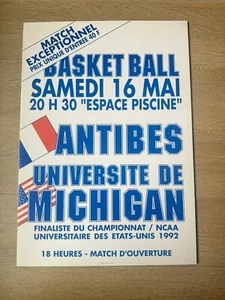 MATCH
EXCEPTIONNEL
PRIX UNIQUE D'ENTREE 40 F
BASKET BALL
SAMEDI 16 MAI
20 H 30 "ESPACE PISCINE"
ANTIBES
UNIVERSITE DE
MICHIGAN
FINALISTE DU CHAMPIONNAT / NCAA
UNIVERSITAIRE DES ETATS-UNIS 1992
18 HEURES - MATCH D'OUVERTURE